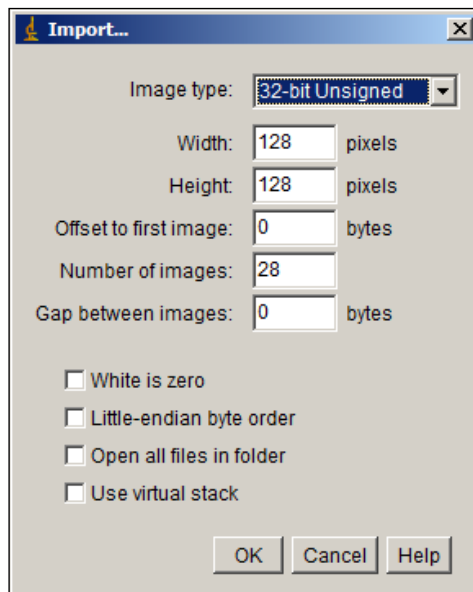 Import...
Image type: 32-bit Unsigned
Width: 128 pixels
Height: 128 pixels
Offset to first image: 0 bytes
Number of images: 28
Gap between images: 0 bytes
White is zero
Little-endian byte order
Open all files in folder
Use virtual stack
OK Cancel Help